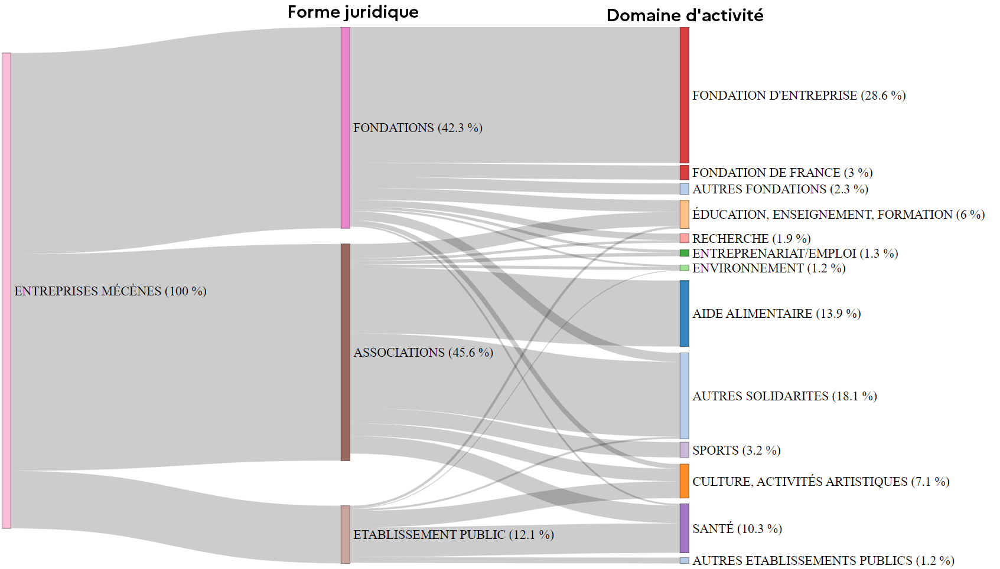 Forme juridique
Domaine d'activité
ENTREPRISES MÉCÈNES (100 %)
FONDATIONS (42.3 %)
ASSOCIATIONS (45.6 %)
ETABLISSEMENT PUBLIC (12.1 %)
FONDATION D'ENTREPRISE (28.6 %)
FONDATION DE FRANCE (3 %)
AUTRES FONDATIONS (2.3 %)
ÉDUCATION, ENSEIGNEMENT, FORMATION (6 %)
RECHERCHE (1.9 %)
ENTREPRENARIAT/EMPLOI (1.3 %)
ENVIRONNEMENT (1.2 %)
AIDE ALIMENTAIRE (13.9 %)
AUTRES SOLIDARITES (18.1 %)
SPORTS (3.2 %)
CULTURE, ACTIVITÉS ARTISTIQUES (7.1 %)
SANTÉ (10.3 %)
AUTRES ETABLISSEMENTS PUBLICS (1.2 %)